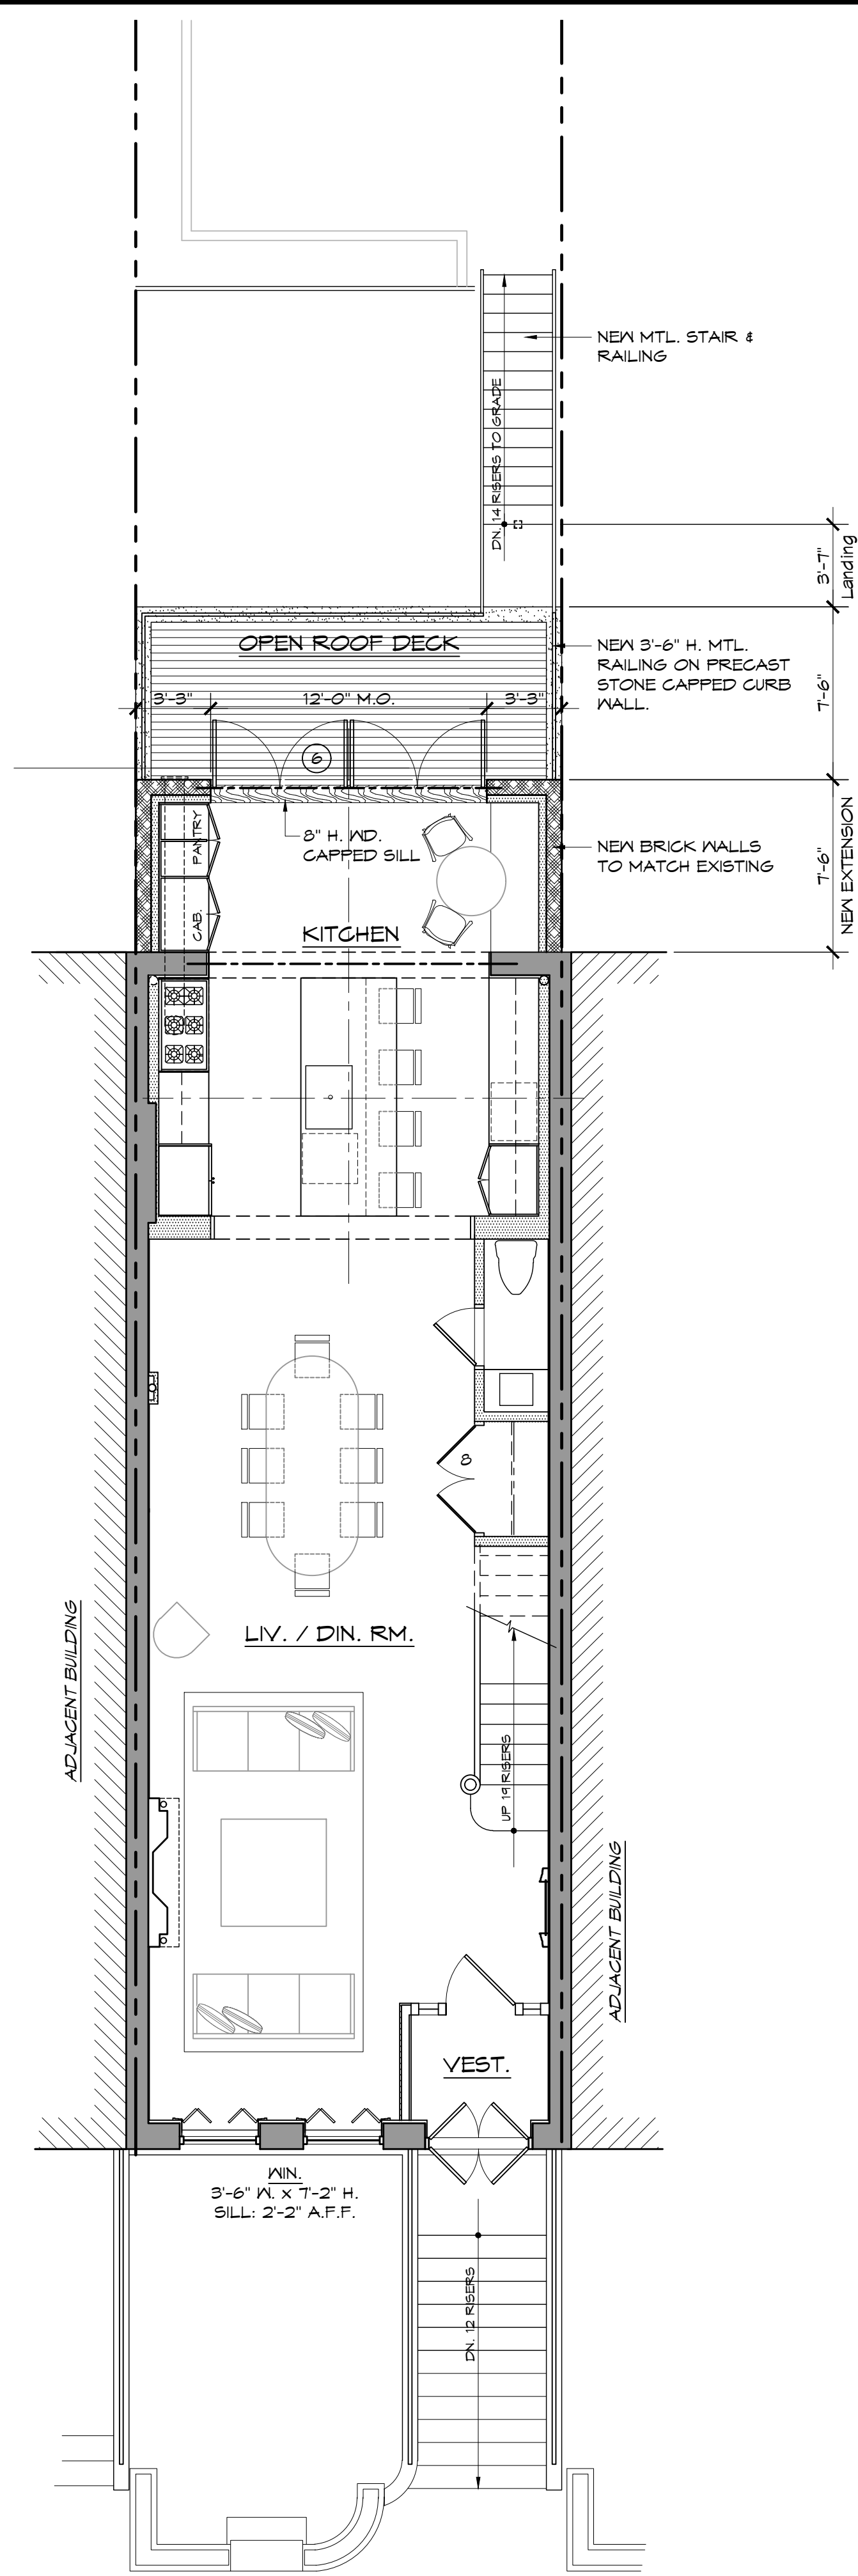 NEW MTL. STAIR &
RAILING
DN. 14 RISERS TO GRADE
3'-7"
Landing
OPEN ROOF DECK
NEW 3'-6" H. MTL.
RAILING ON PRECAST
STONE CAPPED CURB
WALL.
7'-6"
3'-3"
12'-0" M.O.
3'-3"
6
8" H. WD.
CAPPED SILL
PANTRY
CAB.
NEW BRICK WALLS
TO MATCH EXISTING
7'-6"
NEW EXTENSION
KITCHEN
8
LIV. / DIN. RM.
ADJACENT BUILDING
UP 19 RISERS
ADJACENT BUILDING
VEST.
WIN.
3'-6" W. x 7'-2" H.
SILL: 2'-2" A.F.F.
DN. 12 RISERS